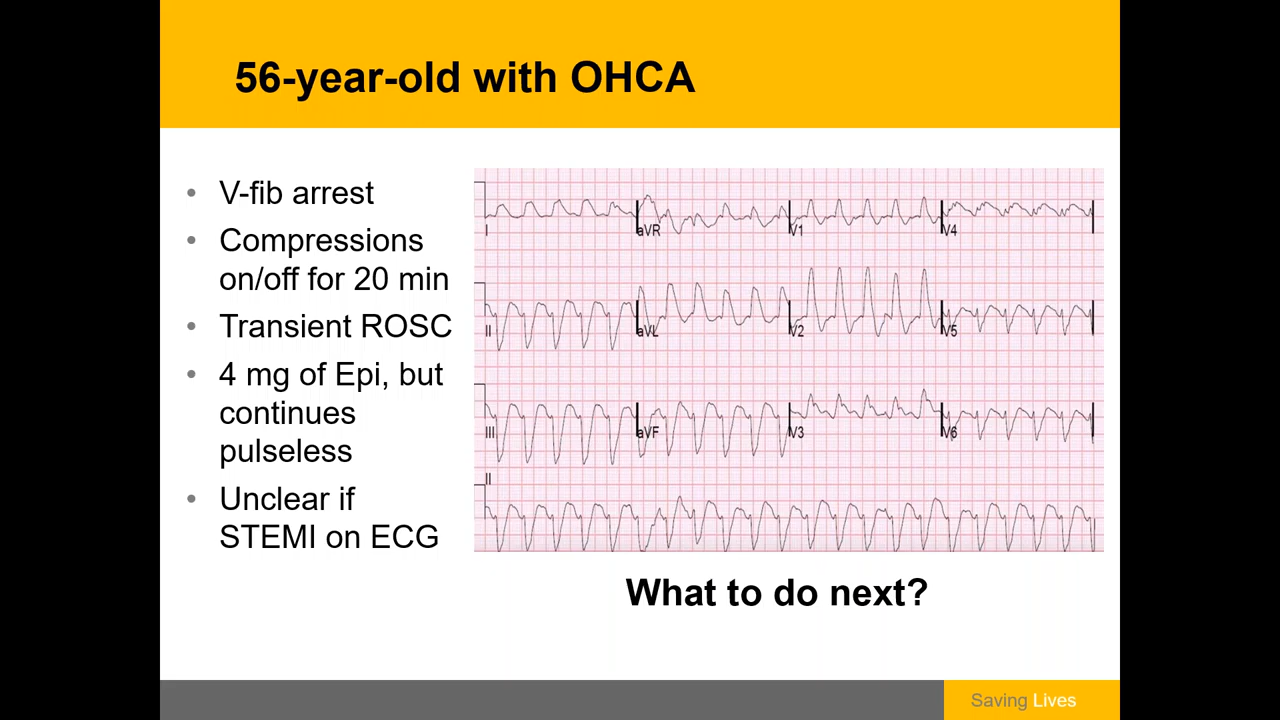 56-year-old with OHCA
• V-fib arrest
• Compressions
on/off for 20 min
• Transient ROSC
• 4 mg of Epi, but
continues
pulseless
• Unclear if
STEMI on ECG
I aVR V1 V4
II aVL V2 V5
III aVF V3 V6
II
What to do next?
Saving Lives